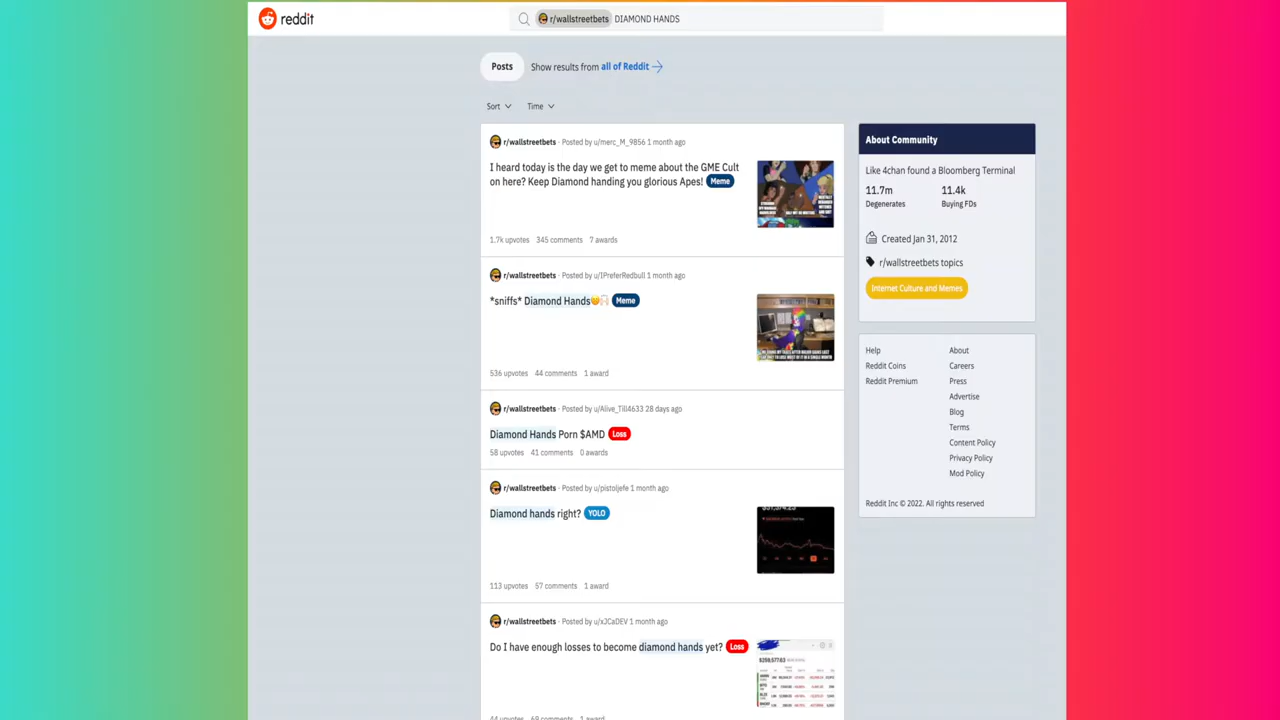 reddit
r/wallstreetbets DIAMOND HANDS
Posts Show results from all of Reddit
Sort Time
r/wallstreetbets · Posted by u/merc_M_9856 1 month ago
I heard today is the day we get to meme about the GME Cult
on here? Keep Diamond handing you glorious Apes! Meme
1.7k upvotes 345 comments 7 awards
r/wallstreetbets · Posted by u/IPreferRedbull 1 month ago
*sniffs* Diamond Hands Meme
536 upvotes 44 comments 1 award
r/wallstreetbets · Posted by u/Alive_Till4633 28 days ago
Diamond Hands Porn $AMD Loss
58 upvotes 41 comments 0 awards
r/wallstreetbets · Posted by u/pistoljefe 1 month ago
Diamond hands right? YOLO
113 upvotes 57 comments 1 award
r/wallstreetbets · Posted by u/xJCaDEV 1 month ago
Do I have enough losses to become diamond hands yet? Loss
44 upvotes 69 comments 1 award
About Community
Like 4chan found a Bloomberg Terminal
11.7m 11.4k
Degenerates Buying FDs
Created Jan 31, 2012
r/wallstreetbets topics
Internet Culture and Memes
Help About
Reddit Coins Careers
Reddit Premium Press
Advertise
Blog
Terms
Content Policy
Privacy Policy
Mod Policy
Reddit Inc © 2022. All rights reserved